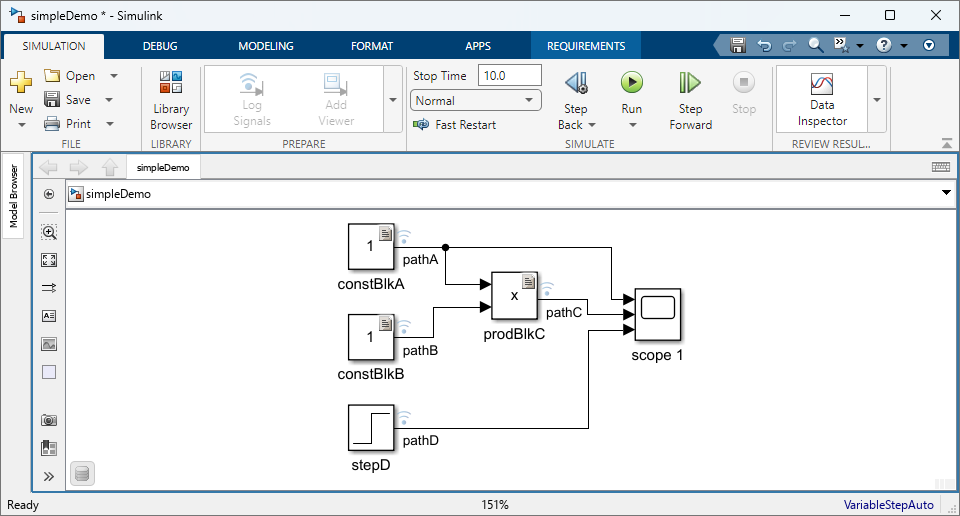 simpleDemo * - Simulink
SIMULATION DEBUG MODELING FORMAT APPS REQUIREMENTS
New
Open
Save
Print
FILE
Library
Browser
LIBRARY
Log
Signals
Add
Viewer
PREPARE
Stop Time 10.0
Normal
Fast Restart
Step
Back
Run
Step
Forward
Stop
SIMULATE
Data
Inspector
REVIEW RESUL...
Model Browser
simpleDemo
simpleDemo
1
pathA
constBlkA
x
pathC
prodBlkC
scope 1
1
pathB
constBlkB
pathD
stepD
Ready 151% VariableStepAuto